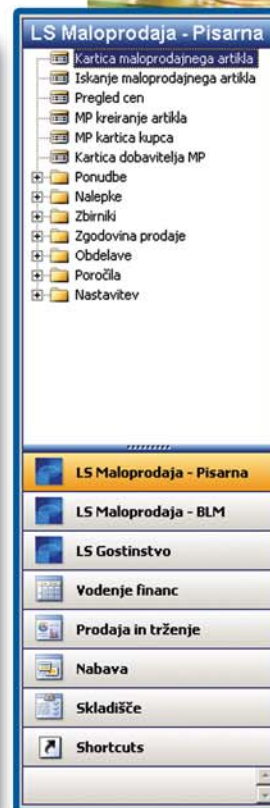 LS Maloprodaja - Pisarna
Kartica maloprodajnega artikla
Iskanje maloprodajnega artikla
Pregled cen
MP kreiranje artikla
MP kartica kupca
Kartica dobavitelja MP
Ponudbe
Nalepke
Zbirniki
Zgodovina prodaje
Obdelave
Poročila
Nastavitev
LS Maloprodaja - Pisarna
LS Maloprodaja - BLM
LS Gostinstvo
Vodenje financ
Prodaja in trženje
Nabava
Skladišče
Shortcuts